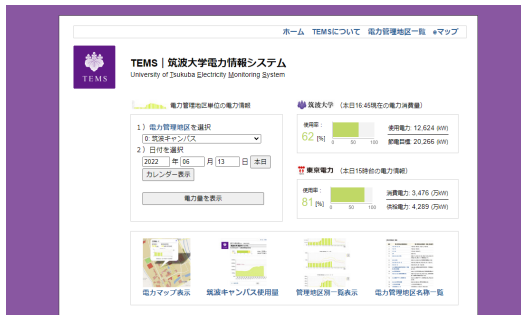 ホーム TEMSについて 電力管理地区一覧 eマップ
TEMS
TEMS｜筑波大学電力情報システム
University of Tsukuba Electricity Monitoring System
電力管理地区単位の電力情報
1）電力管理地区を選択
0: 筑波キャンパス
2）日付を選択
2022 年 06 月 13 日 本日
カレンダー表示
電力量を表示
筑波大学 （本日16:45現在の電力消費量）
使用率:
62 [%]
0 50 100
使用電力: 12,624 (kW)
節電目標: 20,266 (kW)
東京電力 （本日15時台の電力情報）
使用率:
81 [%]
0 50 100
消費電力: 3,476 (万kW)
供給電力: 4,289 (万kW)
電力マップ表示 筑波キャンパス使用量 管理地区別一覧表示 電力管理地区名称一覧